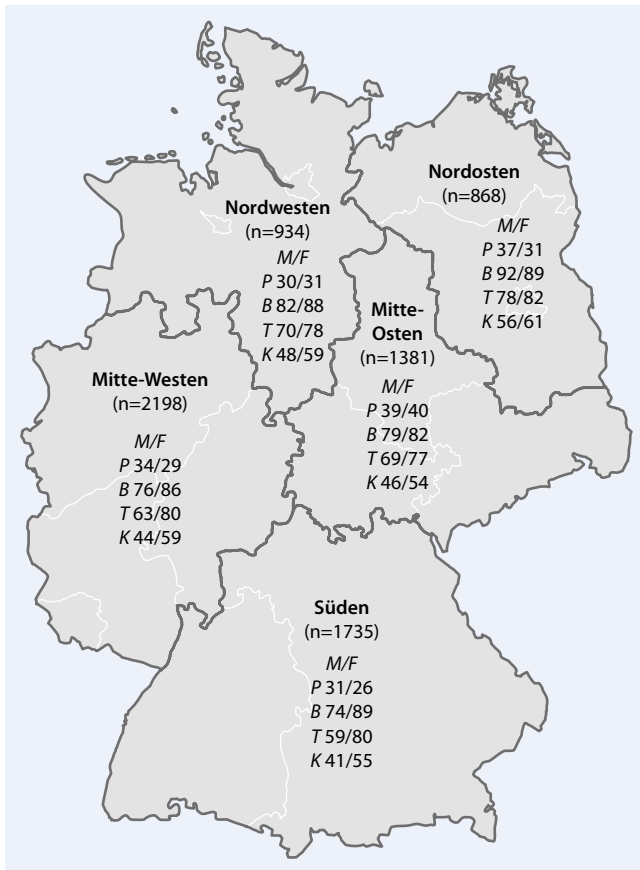 Nordosten
(n=868)
M/F
P 37/31
B 92/89
T 78/82
K 56/61
Nordwesten
(n=934)
M/F
P 30/31
B 82/88
T 70/78
K 48/59
Mitte-
Osten
(n=1381)
M/F
P 39/40
B 79/82
T 69/77
K 46/54
Mitte-Westen
(n=2198)
M/F
P 34/29
B 76/86
T 63/80
K 44/59
Süden
(n=1735)
M/F
P 31/26
B 74/89
T 59/80
K 41/55